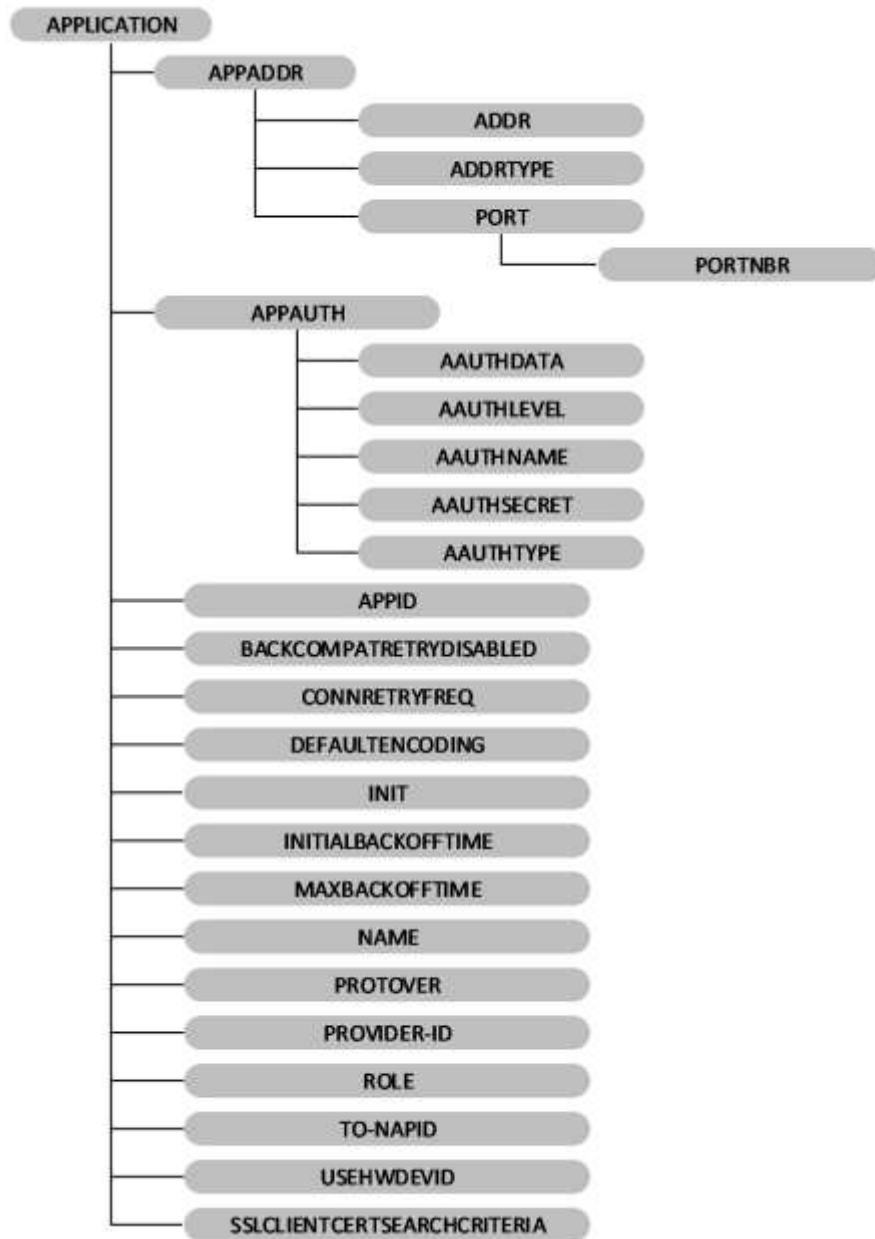 APPLICATION
APPADDR
ADDR
ADDRTYPE
PORT
PORTNBR
APPAUTH
AAUTHDATA
AAUTHLEVEL
AAUTHNAME
AAUTHSECRET
AAUTHTYPE
APPID
BACKCOMPATRETRYDISABLED
CONNRETRYFREQ
DEFAULTENCODING
INIT
INITIALBACKOFFTIME
MAXBACKOFFTIME
NAME
PROTOVER
PROVIDER-ID
ROLE
TO-NAPID
USEHWDEVID
SSLCLIENTCERTSEARCHCRITERIA